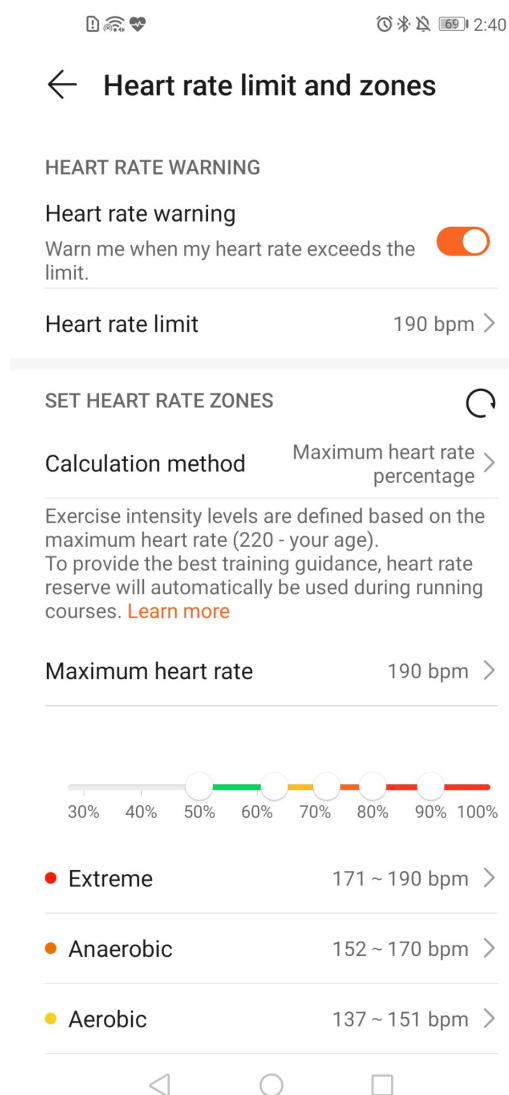 69 2:40
Heart rate limit and zones
HEART RATE WARNING
Heart rate warning
Warn me when my heart rate exceeds the
limit.
Heart rate limit 190 bpm
SET HEART RATE ZONES
Calculation method Maximum heart rate
percentage
Exercise intensity levels are defined based on the
maximum heart rate (220 - your age).
To provide the best training guidance, heart rate
reserve will automatically be used during running
courses. Learn more
Maximum heart rate 190 bpm
30% 40% 50% 60% 70% 80% 90% 100%
Extreme 171 ~ 190 bpm
Anaerobic 152 ~ 170 bpm
Aerobic 137 ~ 151 bpm